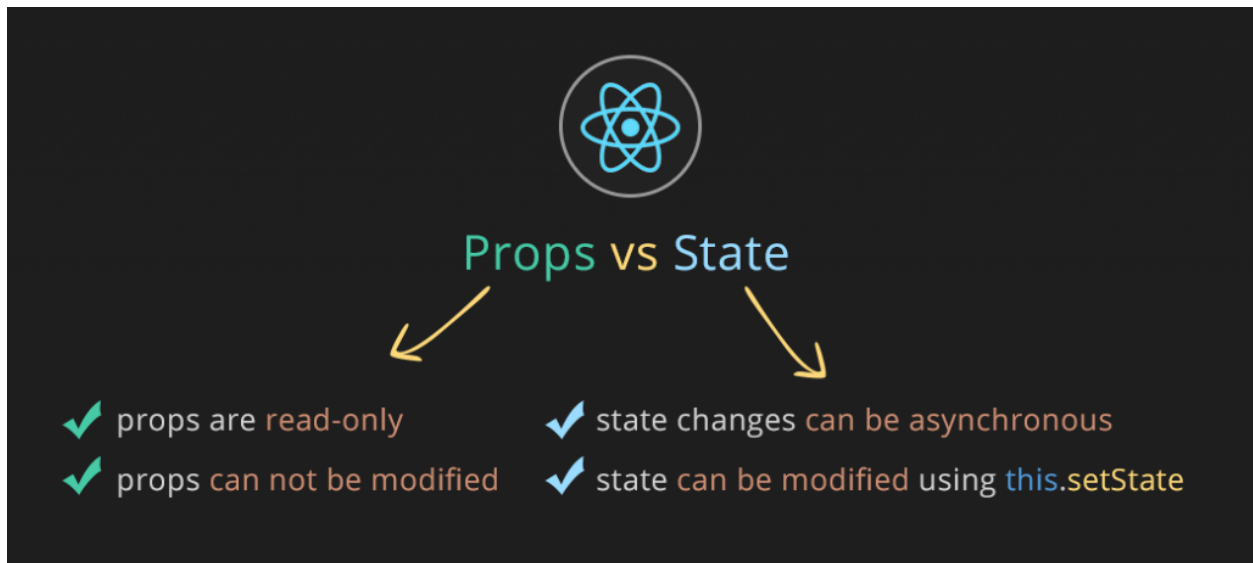 Props vs State
props are read-only
props can not be modified
state changes can be asynchronous
state can be modified using this.setState